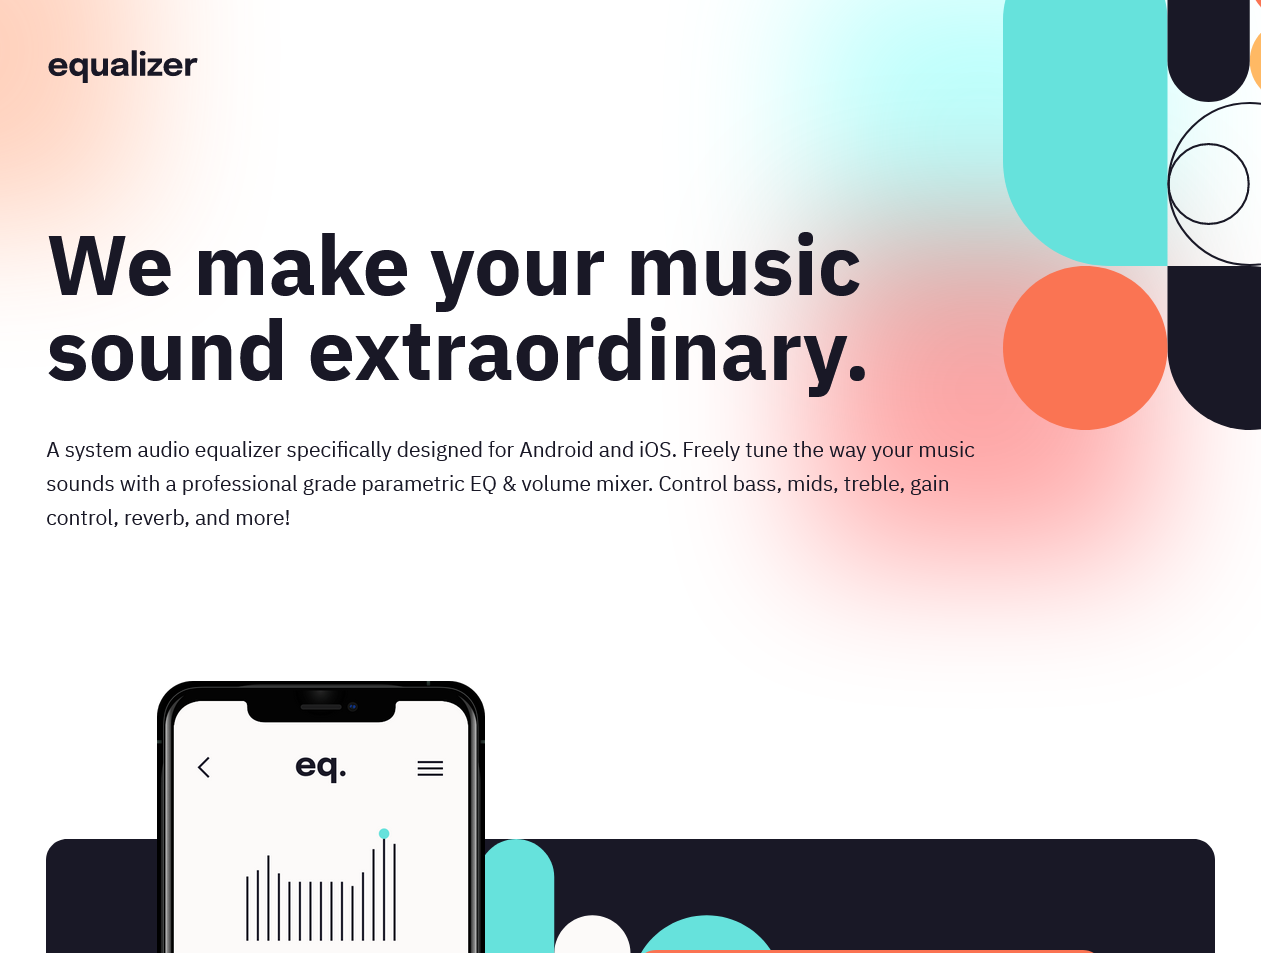 equalizer
We make your music
sound extraordinary.
A system audio equalizer specifically designed for Android and iOS. Freely tune the way your music
sounds with a professional grade parametric EQ & volume mixer. Control bass, mids, treble, gain
control, reverb, and more!
eq.